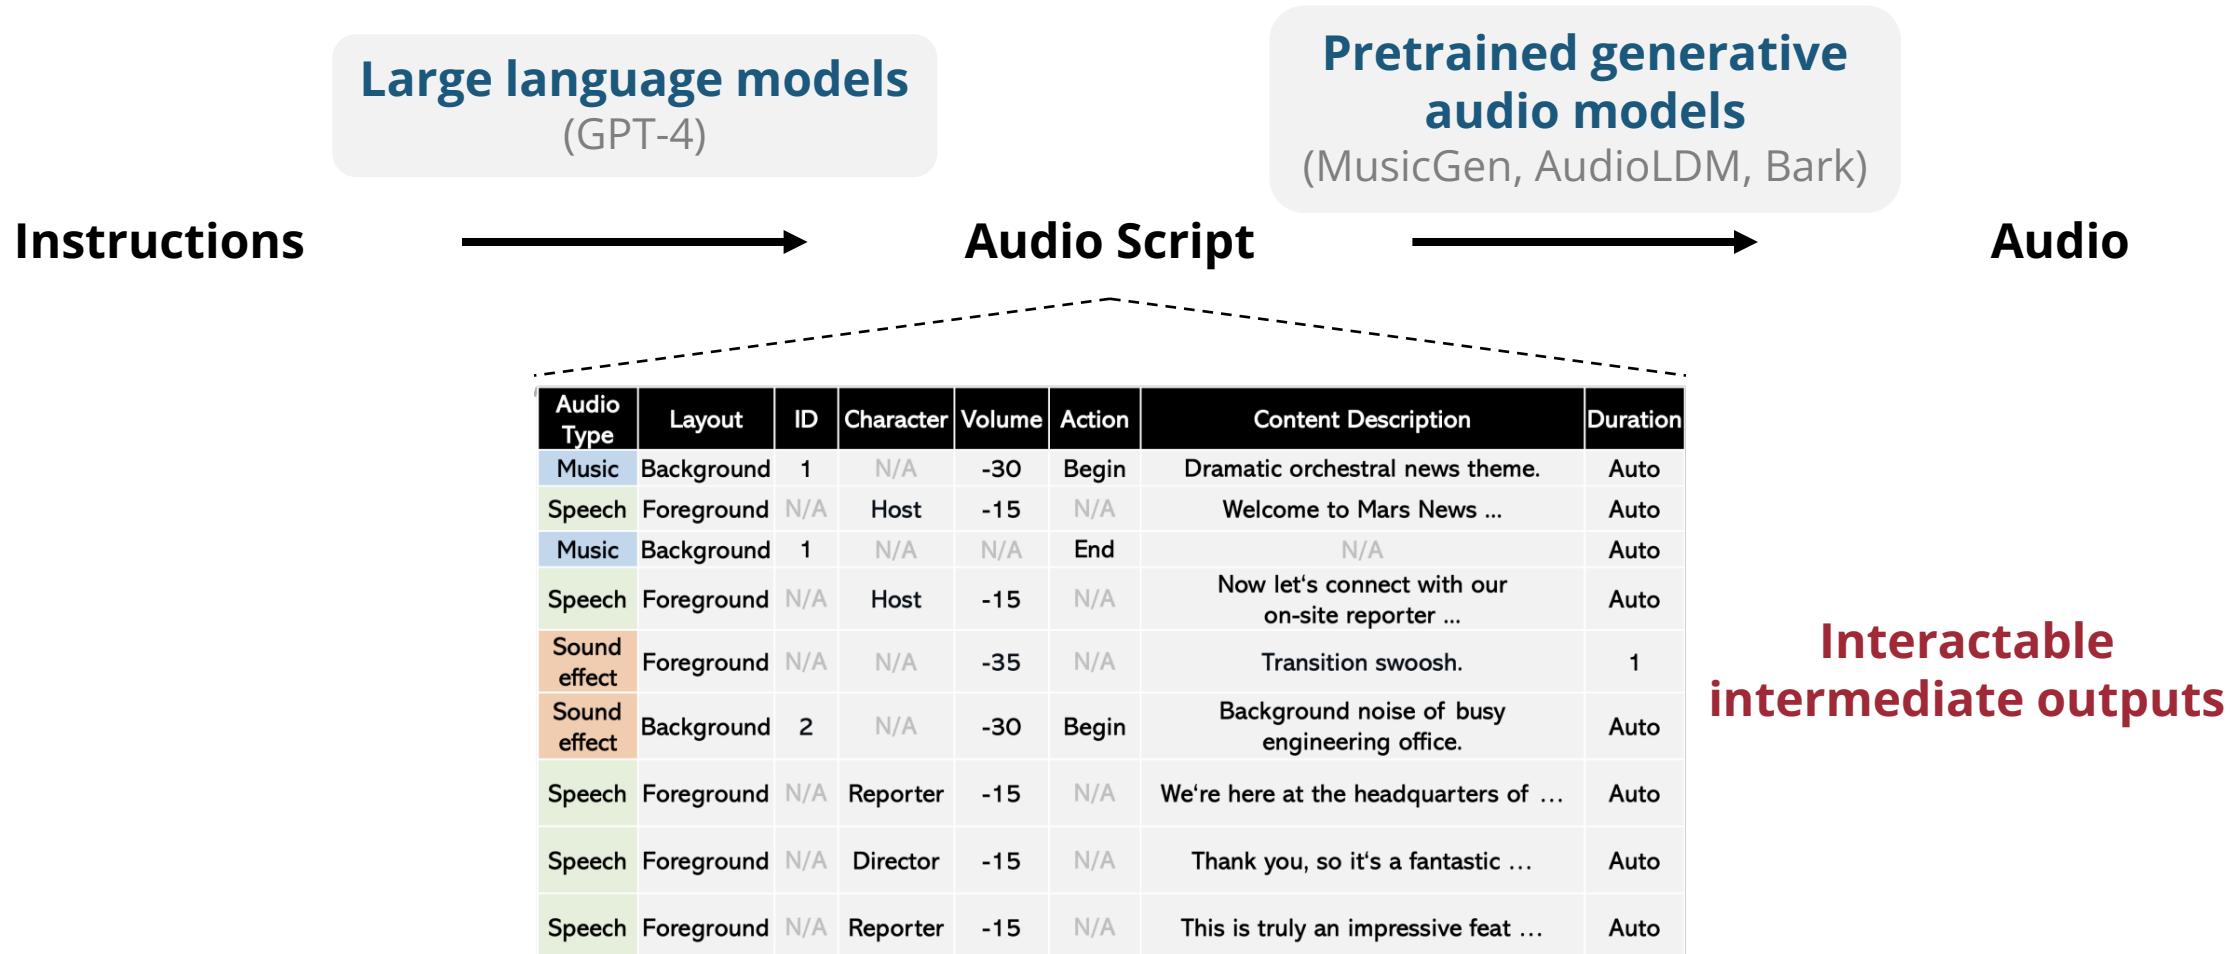 Large language models
(GPT-4)
Pretrained generative
audio models
(MusicGen, AudioLDM, Bark)
Instructions
Audio Script
Audio
Audio Type Layout ID Character Volume Action Content Description Duration
Music Background 1 N/A -30 Begin Dramatic orchestral news theme. Auto
Speech Foreground N/A Host -15 N/A Welcome to Mars News ... Auto
Music Background 1 N/A N/A End N/A Auto
Speech Foreground N/A Host -15 N/A Now let‘s connect with our on-site reporter ... Auto
Sound effect Foreground N/A N/A -35 N/A Transition swoosh. 1
Sound effect Background 2 N/A -30 Begin Background noise of busy engineering office. Auto
Speech Foreground N/A Reporter -15 N/A We‘re here at the headquarters of ... Auto
Speech Foreground N/A Director -15 N/A Thank you, so it‘s a fantastic ... Auto
Speech Foreground N/A Reporter -15 N/A This is truly an impressive feat ... Auto
Interactable
intermediate outputs